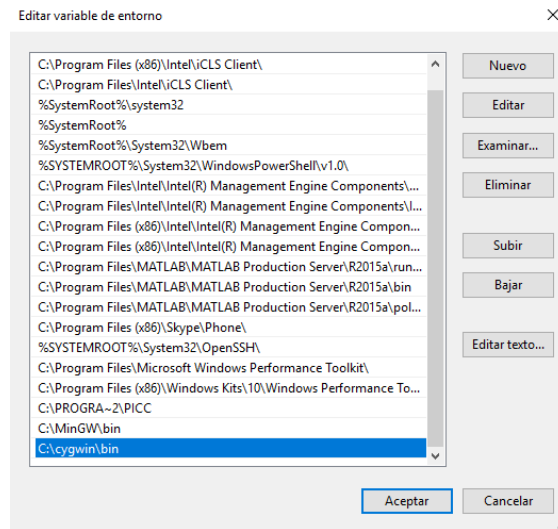 Editar variable de entorno
C:\Program Files (x86)\Intel\iCLS Client\
C:\Program Files\Intel\iCLS Client\
%SystemRoot%\system32
%SystemRoot%
%SystemRoot%\System32\Wbem
%SYSTEMROOT%\System32\WindowsPowerShell\v1.0\
C:\Program Files\Intel\Intel(R) Management Engine Components\...
C:\Program Files\Intel\Intel(R) Management Engine Components\I...
C:\Program Files (x86)\Intel\Intel(R) Management Engine Compon...
C:\Program Files (x86)\Intel\Intel(R) Management Engine Compon...
C:\Program Files\MATLAB\MATLAB Production Server\R2015a\run...
C:\Program Files\MATLAB\MATLAB Production Server\R2015a\bin
C:\Program Files\MATLAB\MATLAB Production Server\R2015a\pol...
C:\Program Files (x86)\Skype\Phone\
%SYSTEMROOT%\System32\OpenSSH\
C:\Program Files\Microsoft Windows Performance Toolkit\
C:\Program Files (x86)\Windows Kits\10\Windows Performance To...
C:\PROGRA~2\PICC
C:\MinGW\bin
C:\cygwin\bin
Nuevo
Editar
Examinar...
Eliminar
Subir
Bajar
Editar texto...
Aceptar
Cancelar